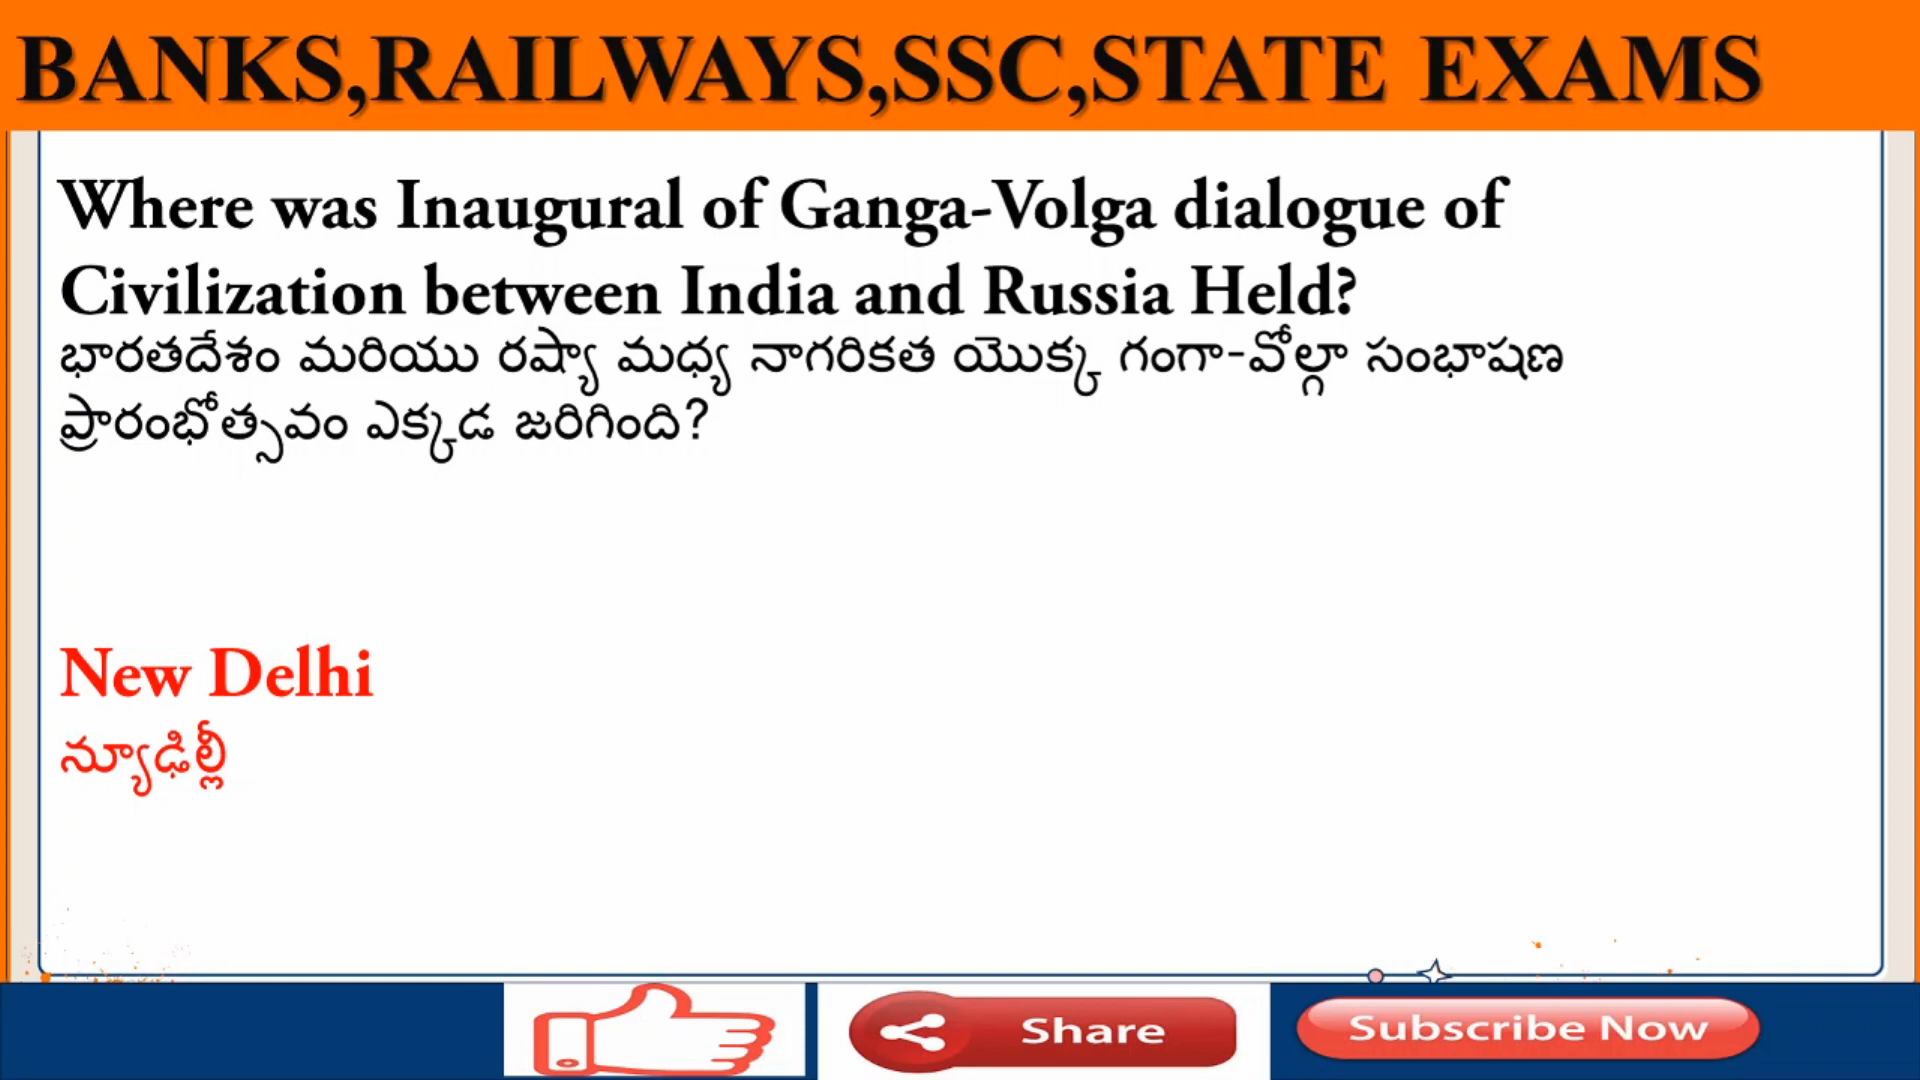 BANKS,RAILWAYS,SSC,STATE EXAMS
Where was Inaugural of Ganga-Volga dialogue of
Civilization between India and Russia Held?
భారతదేశం మరియు రష్యా మధ్య నాగరికత యొక్క గంగా-వోల్గా సంభాషణ
ప్రారంభోత్సవం ఎక్కడ జరిగింది?
New Delhi
న్యూఢిల్లీ
Share
Subscribe Now